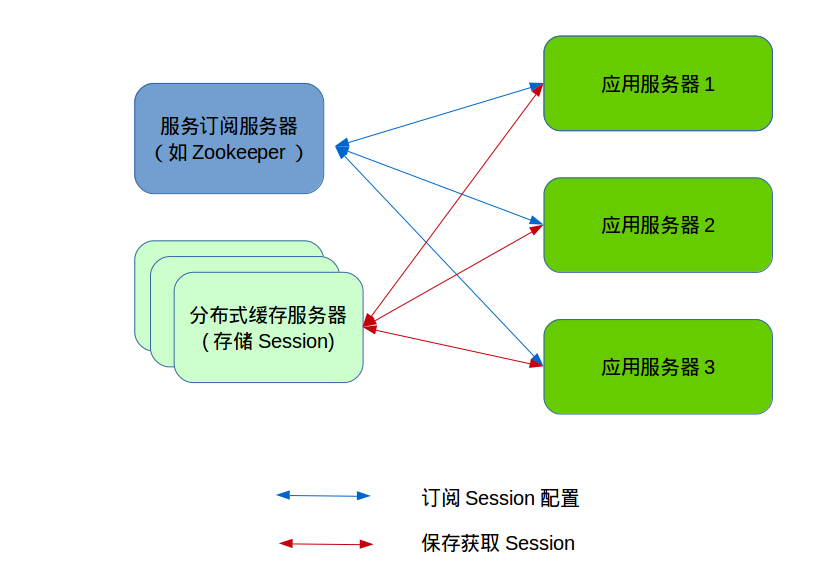 服务订阅服务器
（ 如 Zookeeper ）
应用服务器 1
应用服务器 2
分布式缓存服务器
( 存储 Session)
应用服务器 3
订阅 Session 配置
保存获取 Session